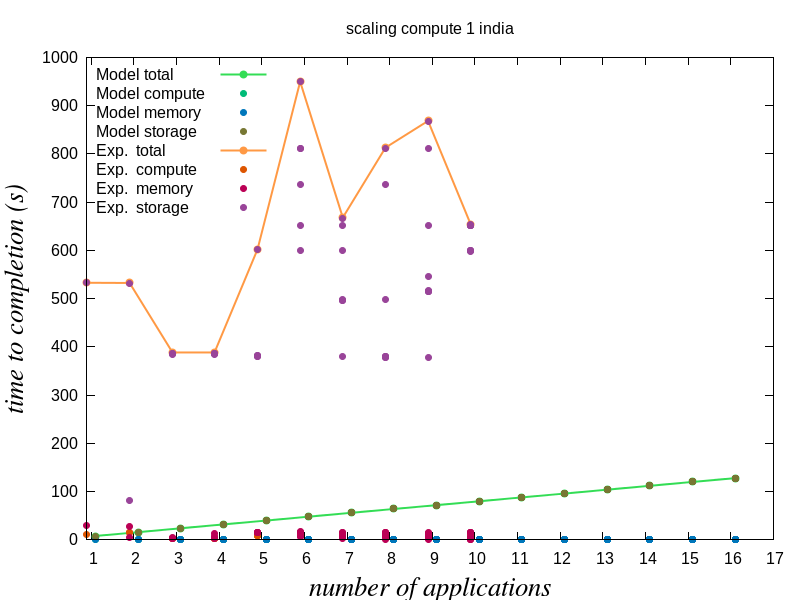 scaling compute 1 india
1000
900
800
700
600
500
400
300
200
100
0
Model total
Model compute
Model memory
Model storage
Exp. total
Exp. compute
Exp. memory
Exp. storage
time to completion (s)
1 2 3 4 5 6 7 8 9 10 11 12 13 14 15 16 17
number of applications